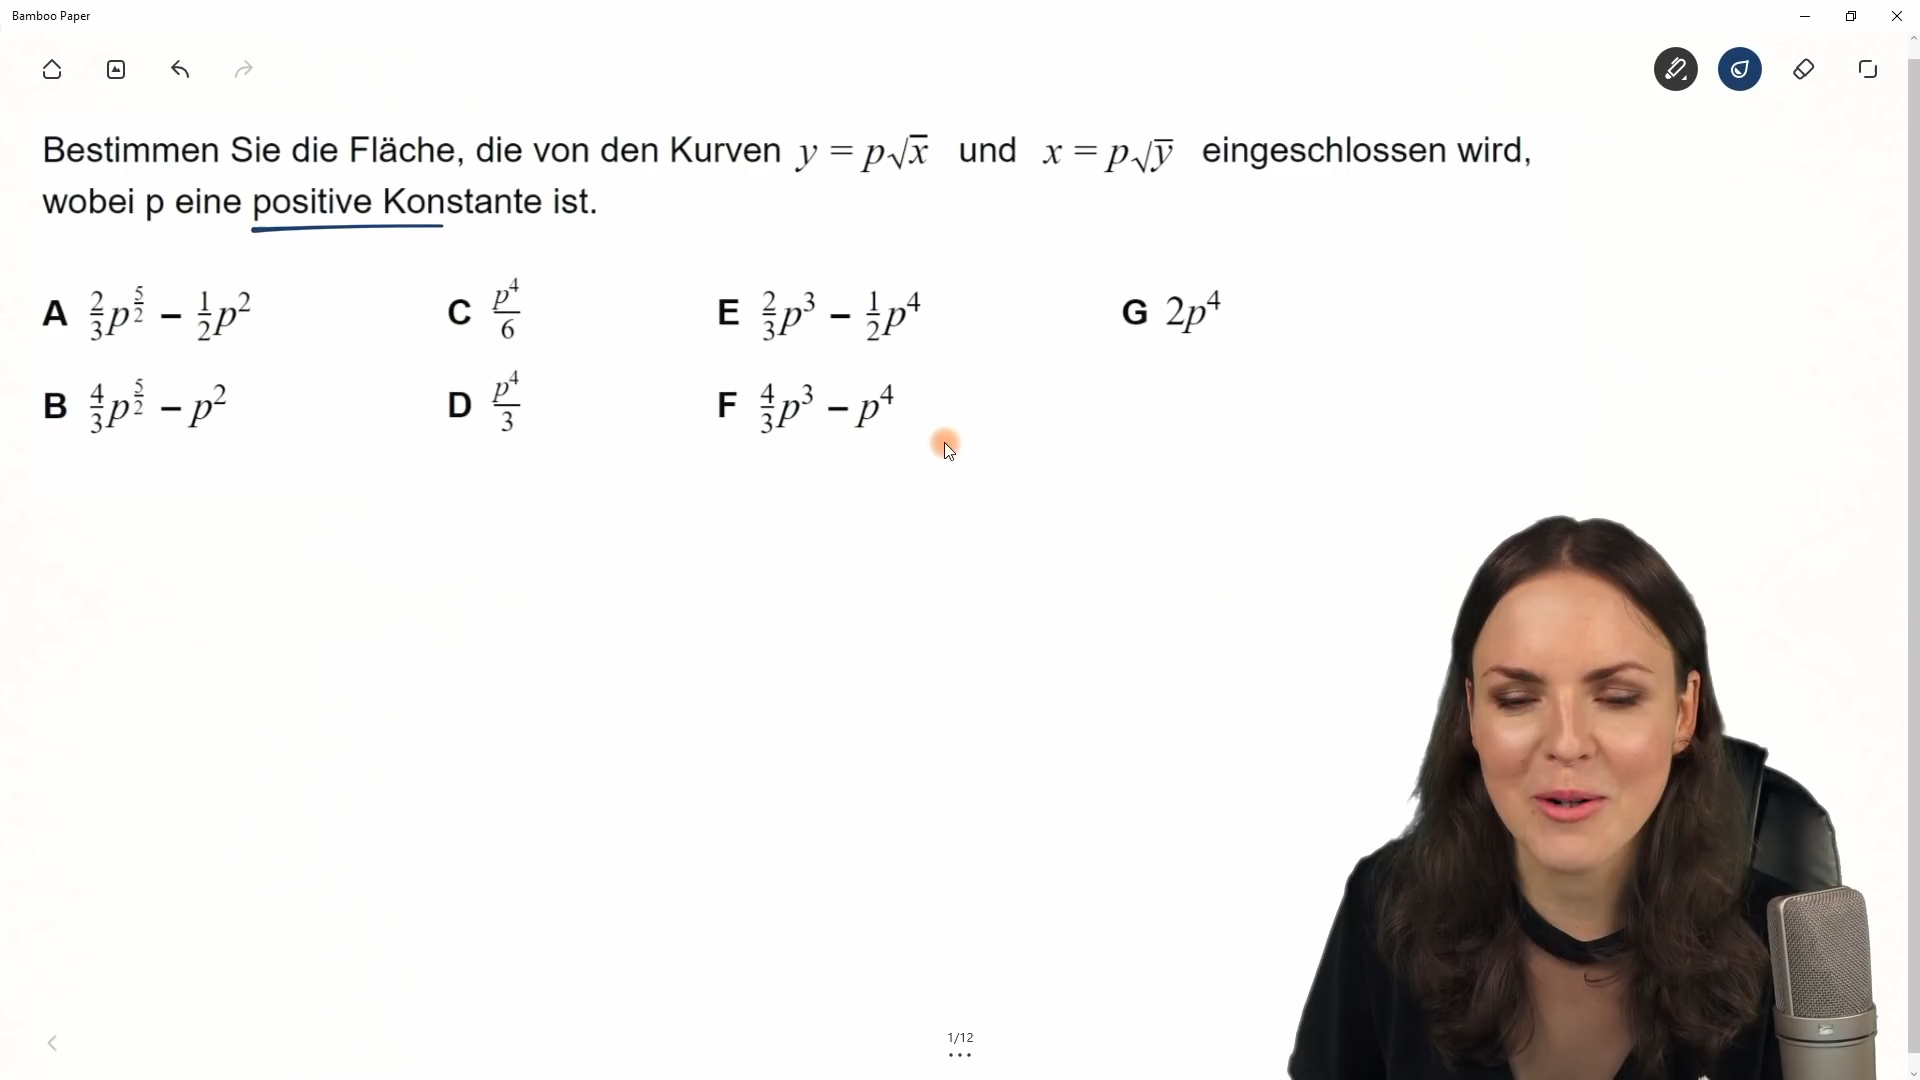 Bamboo Paper
Bestimmen Sie die Fläche, die von den Kurven y = p√x und x = p√y eingeschlossen wird,
wobei p eine positive Konstante ist.
A 2/3 p^(5/2) – 1/2 p^2 C p^4/6 E 2/3 p^3 – 1/2 p^4 G 2p^4
B 4/3 p^(5/2) – p^2 D p^4/3 F 4/3 p^3 – p^4
1/12